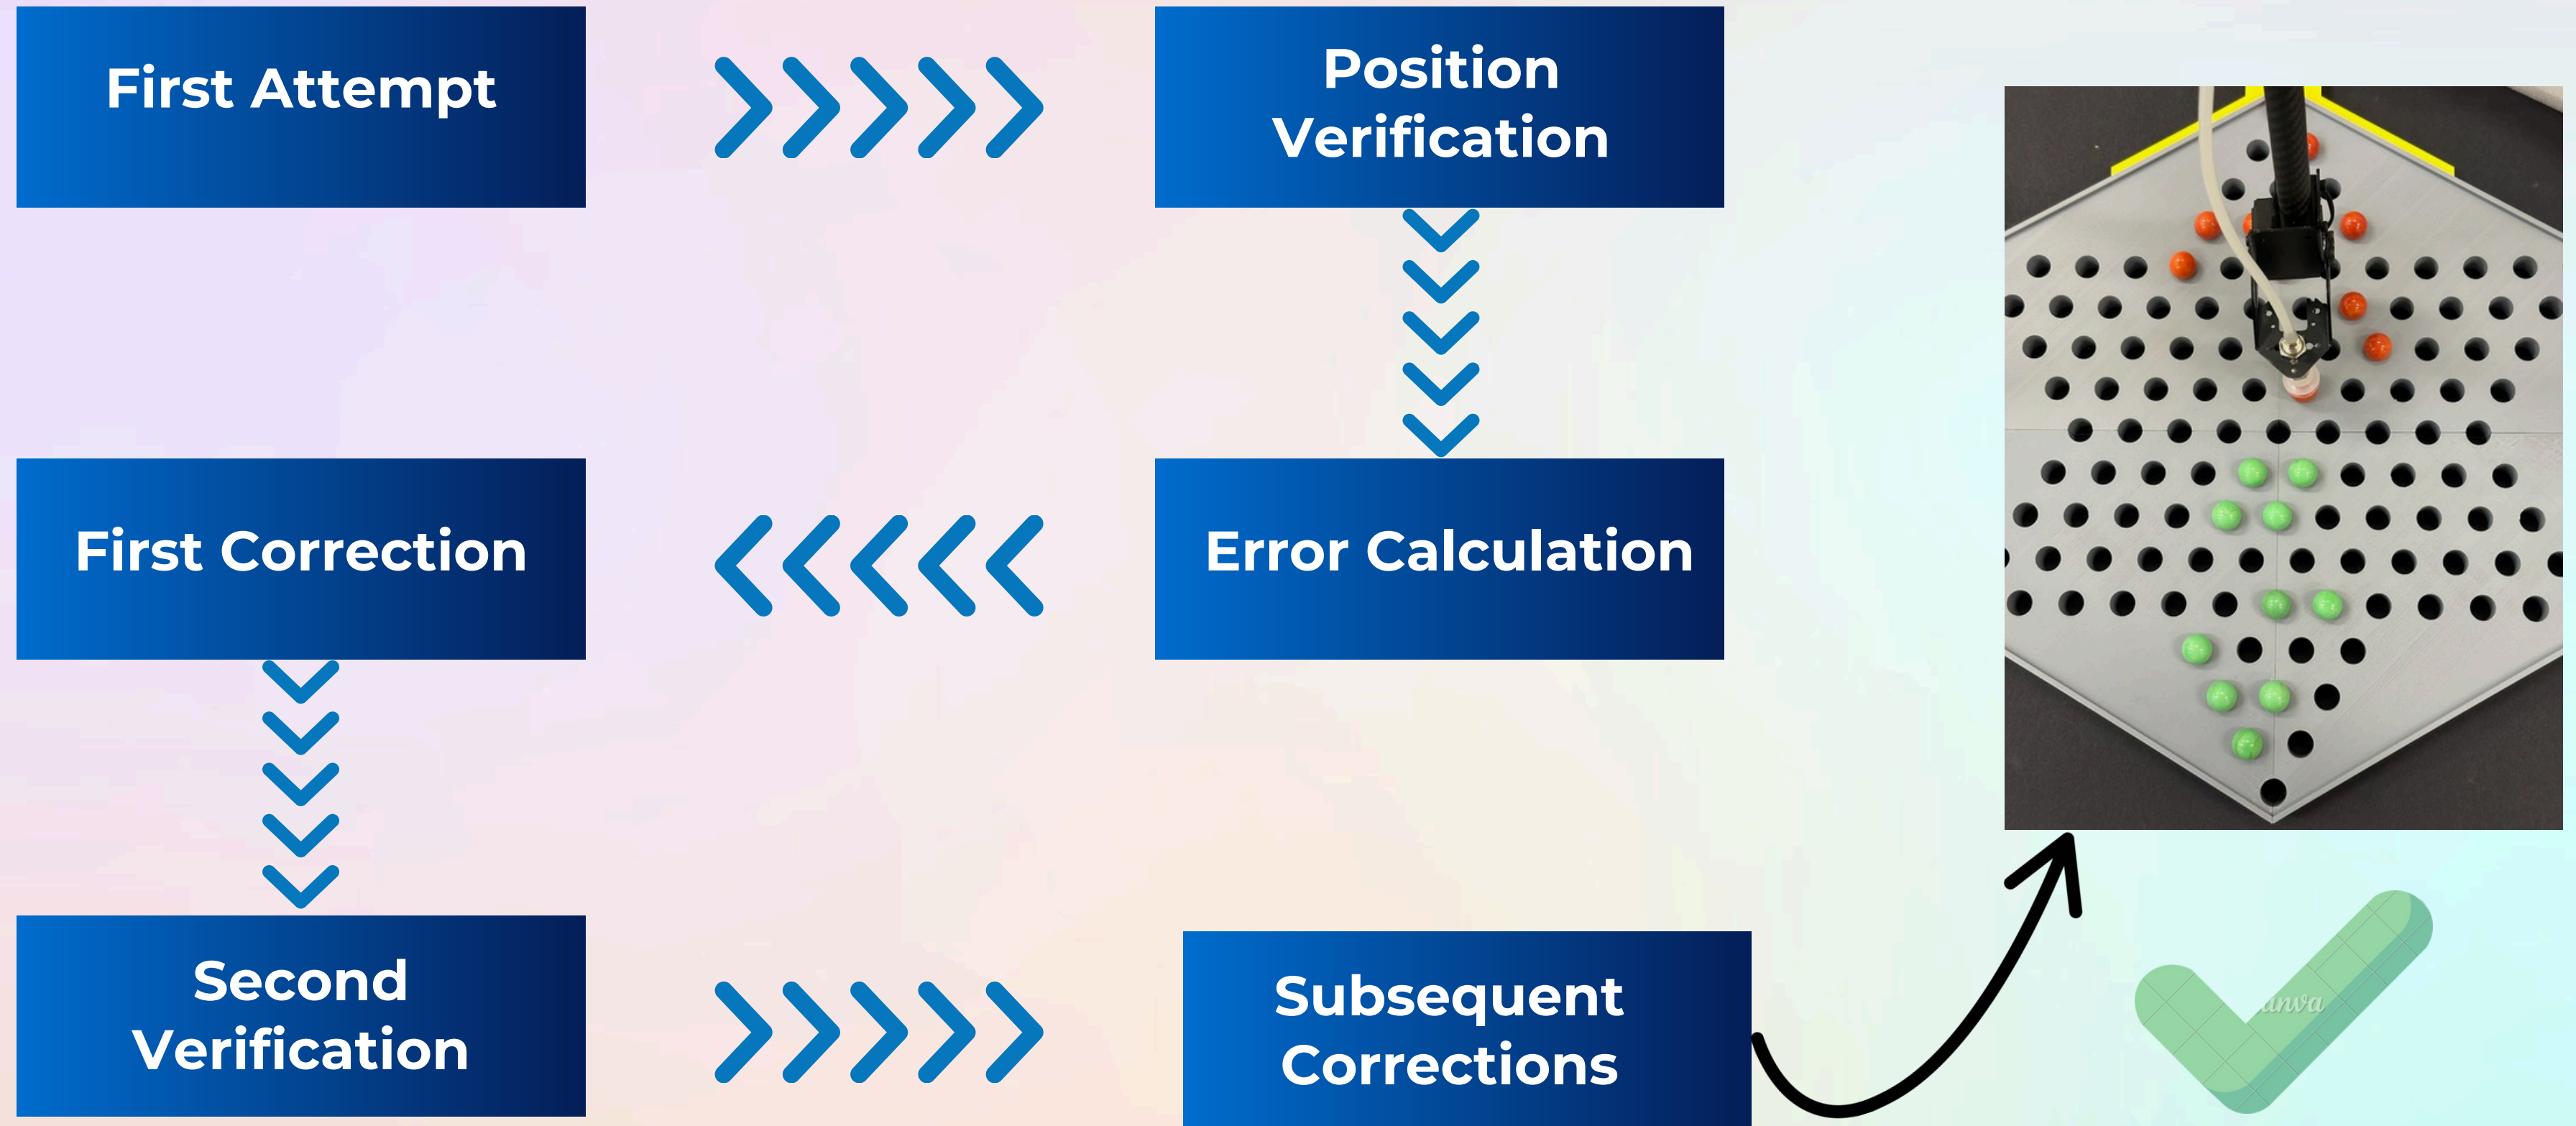 First Attempt
Position
Verification
Error Calculation
First Correction
Second
Verification
Subsequent
Corrections